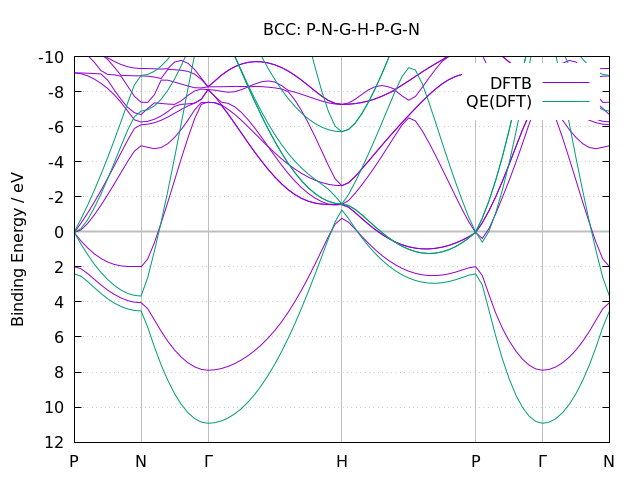 BCC: P-N-G-H-P-G-N
-10
-8
-6
-4
-2
0
2
4
6
8
10
12
Binding Energy / eV
DFTB
QE(DFT)
P N Γ H P Γ N